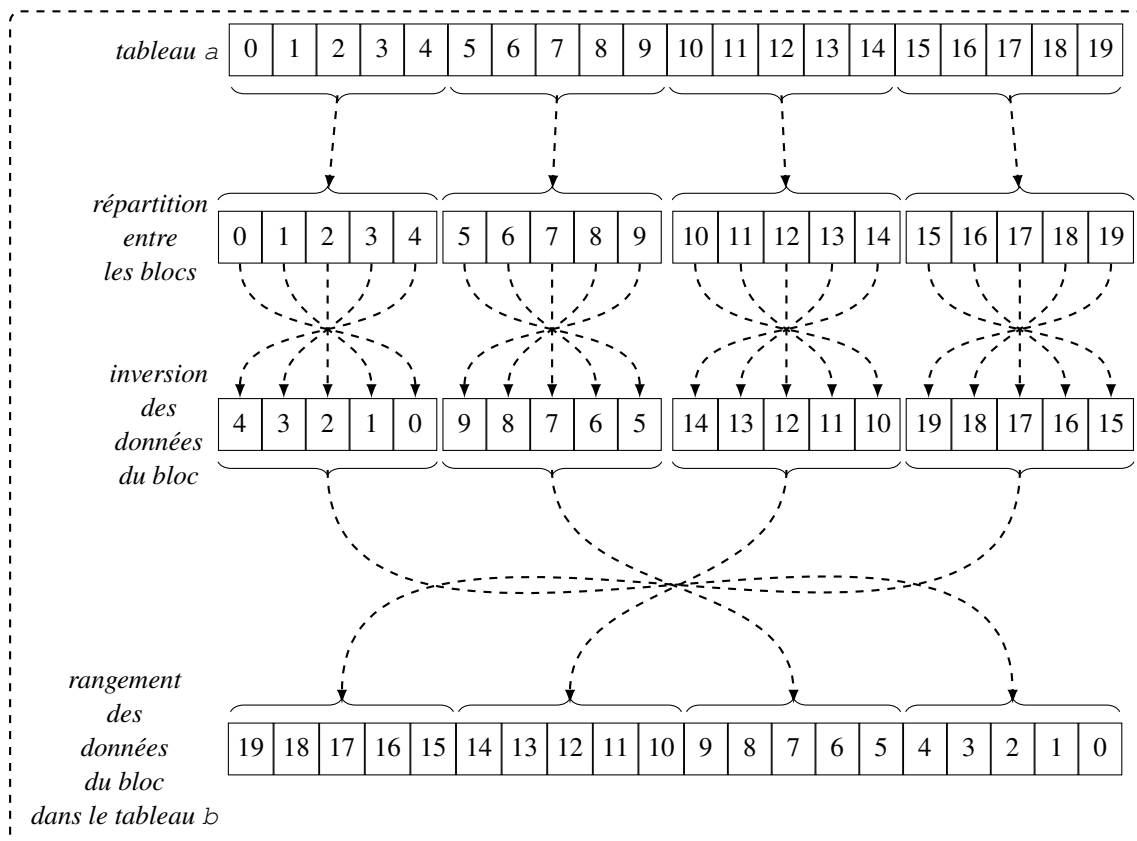 tableau a 0 1 2 3 4 5 6 7 8 9 10 11 12 13 14 15 16 17 18 19
répartition
entre
les blocs
0 1 2 3 4 5 6 7 8 9 10 11 12 13 14 15 16 17 18 19
inversion
des
données
du bloc
4 3 2 1 0 9 8 7 6 5 14 13 12 11 10 19 18 17 16 15
rangement
des
données
du bloc
dans le tableau b
19 18 17 16 15 14 13 12 11 10 9 8 7 6 5 4 3 2 1 0